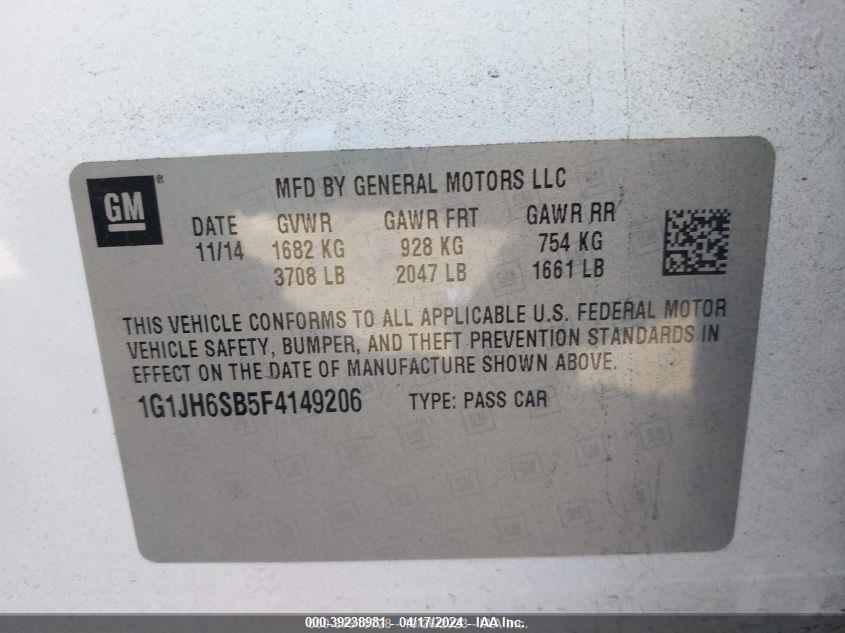 GM®
MFD BY GENERAL MOTORS LLC
DATE GVWR GAWR FRT GAWR RR
11/14 1682 KG 928 KG 754 KG
3708 LB 2047 LB 1661 LB
THIS VEHICLE CONFORMS TO ALL APPLICABLE U.S. FEDERAL MOTOR
VEHICLE SAFETY, BUMPER, AND THEFT PREVENTION STANDARDS IN
EFFECT ON THE DATE OF MANUFACTURE SHOWN ABOVE.
1G1JH6SB5F4149206 TYPE: PASS CAR
000-39238981 - 04/17/2024 - IAA Inc.